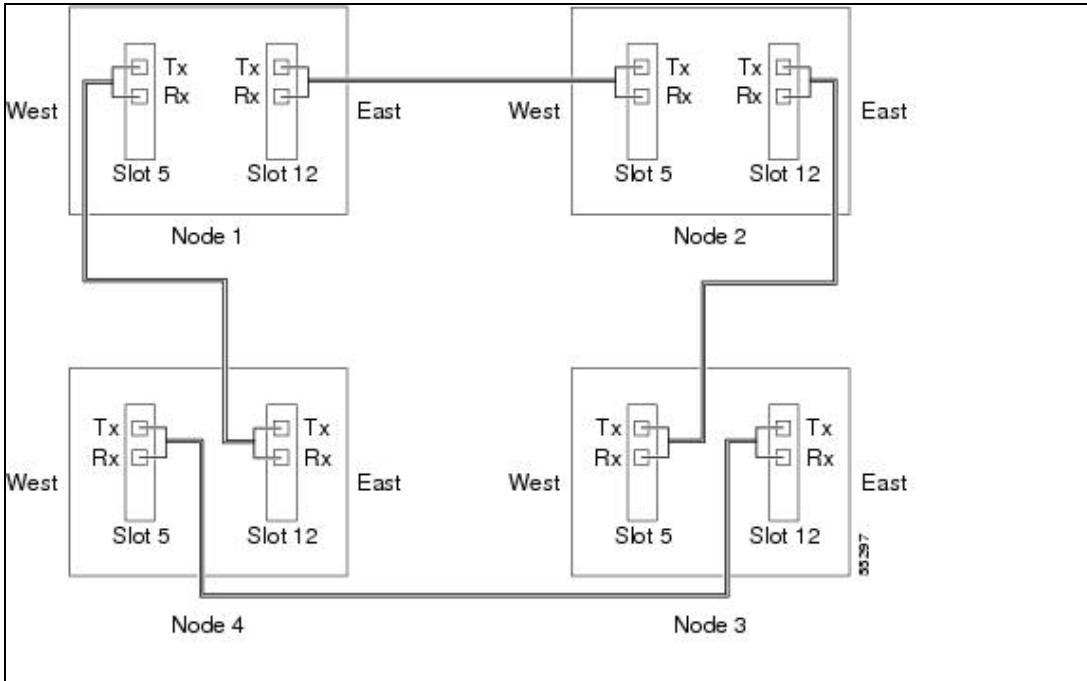 Tx Tx Tx Tx
West Rx Rx East West Rx Rx East
Slot 5 Slot 12 Slot 5 Slot 12
Node 1 Node 2
Tx Tx Tx Tx
Rx Rx Rx Rx
West East West East
Slot 5 Slot 12 Slot 5 Slot 12
55297
Node 4 Node 3